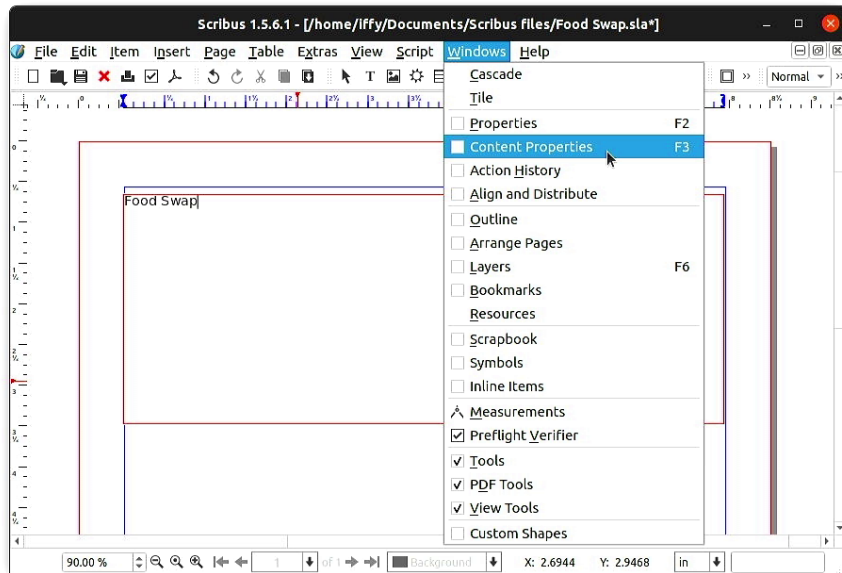 Scribus 1.5.6.1 - [/home/iffy/Documents/Scribus files/Food Swap.sla*]
File Edit Item Insert Page Table Extras View Script Windows Help
Normal
Cascade
Tile
Properties F2
Content Properties F3
Action History
Align and Distribute
Outline
Arrange Pages
Layers F6
Bookmarks
Resources
Scrapbook
Symbols
Inline Items
Measurements
Preflight Verifier
Tools
PDF Tools
View Tools
Custom Shapes
Food Swap
90.00 % 1 of 1 Background X: 2.6944 Y: 2.9468 in